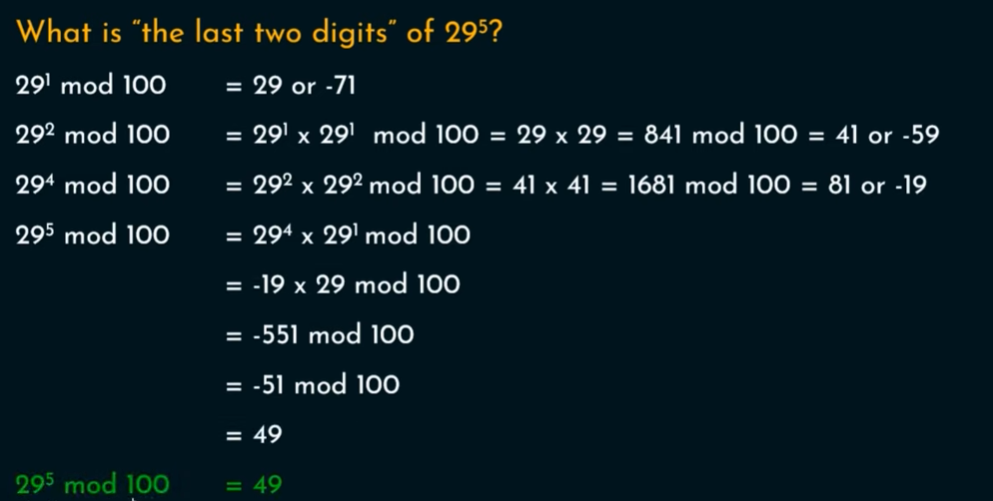 What is “the last two digits” of 29⁵?
29¹ mod 100 = 29 or -71
29² mod 100 = 29¹ x 29¹ mod 100 = 29 x 29 = 841 mod 100 = 41 or -59
29⁴ mod 100 = 29² x 29² mod 100 = 41 x 41 = 1681 mod 100 = 81 or -19
29⁵ mod 100 = 29⁴ x 29¹ mod 100
= -19 x 29 mod 100
= -551 mod 100
= -51 mod 100
= 49
29⁵ mod 100 = 49